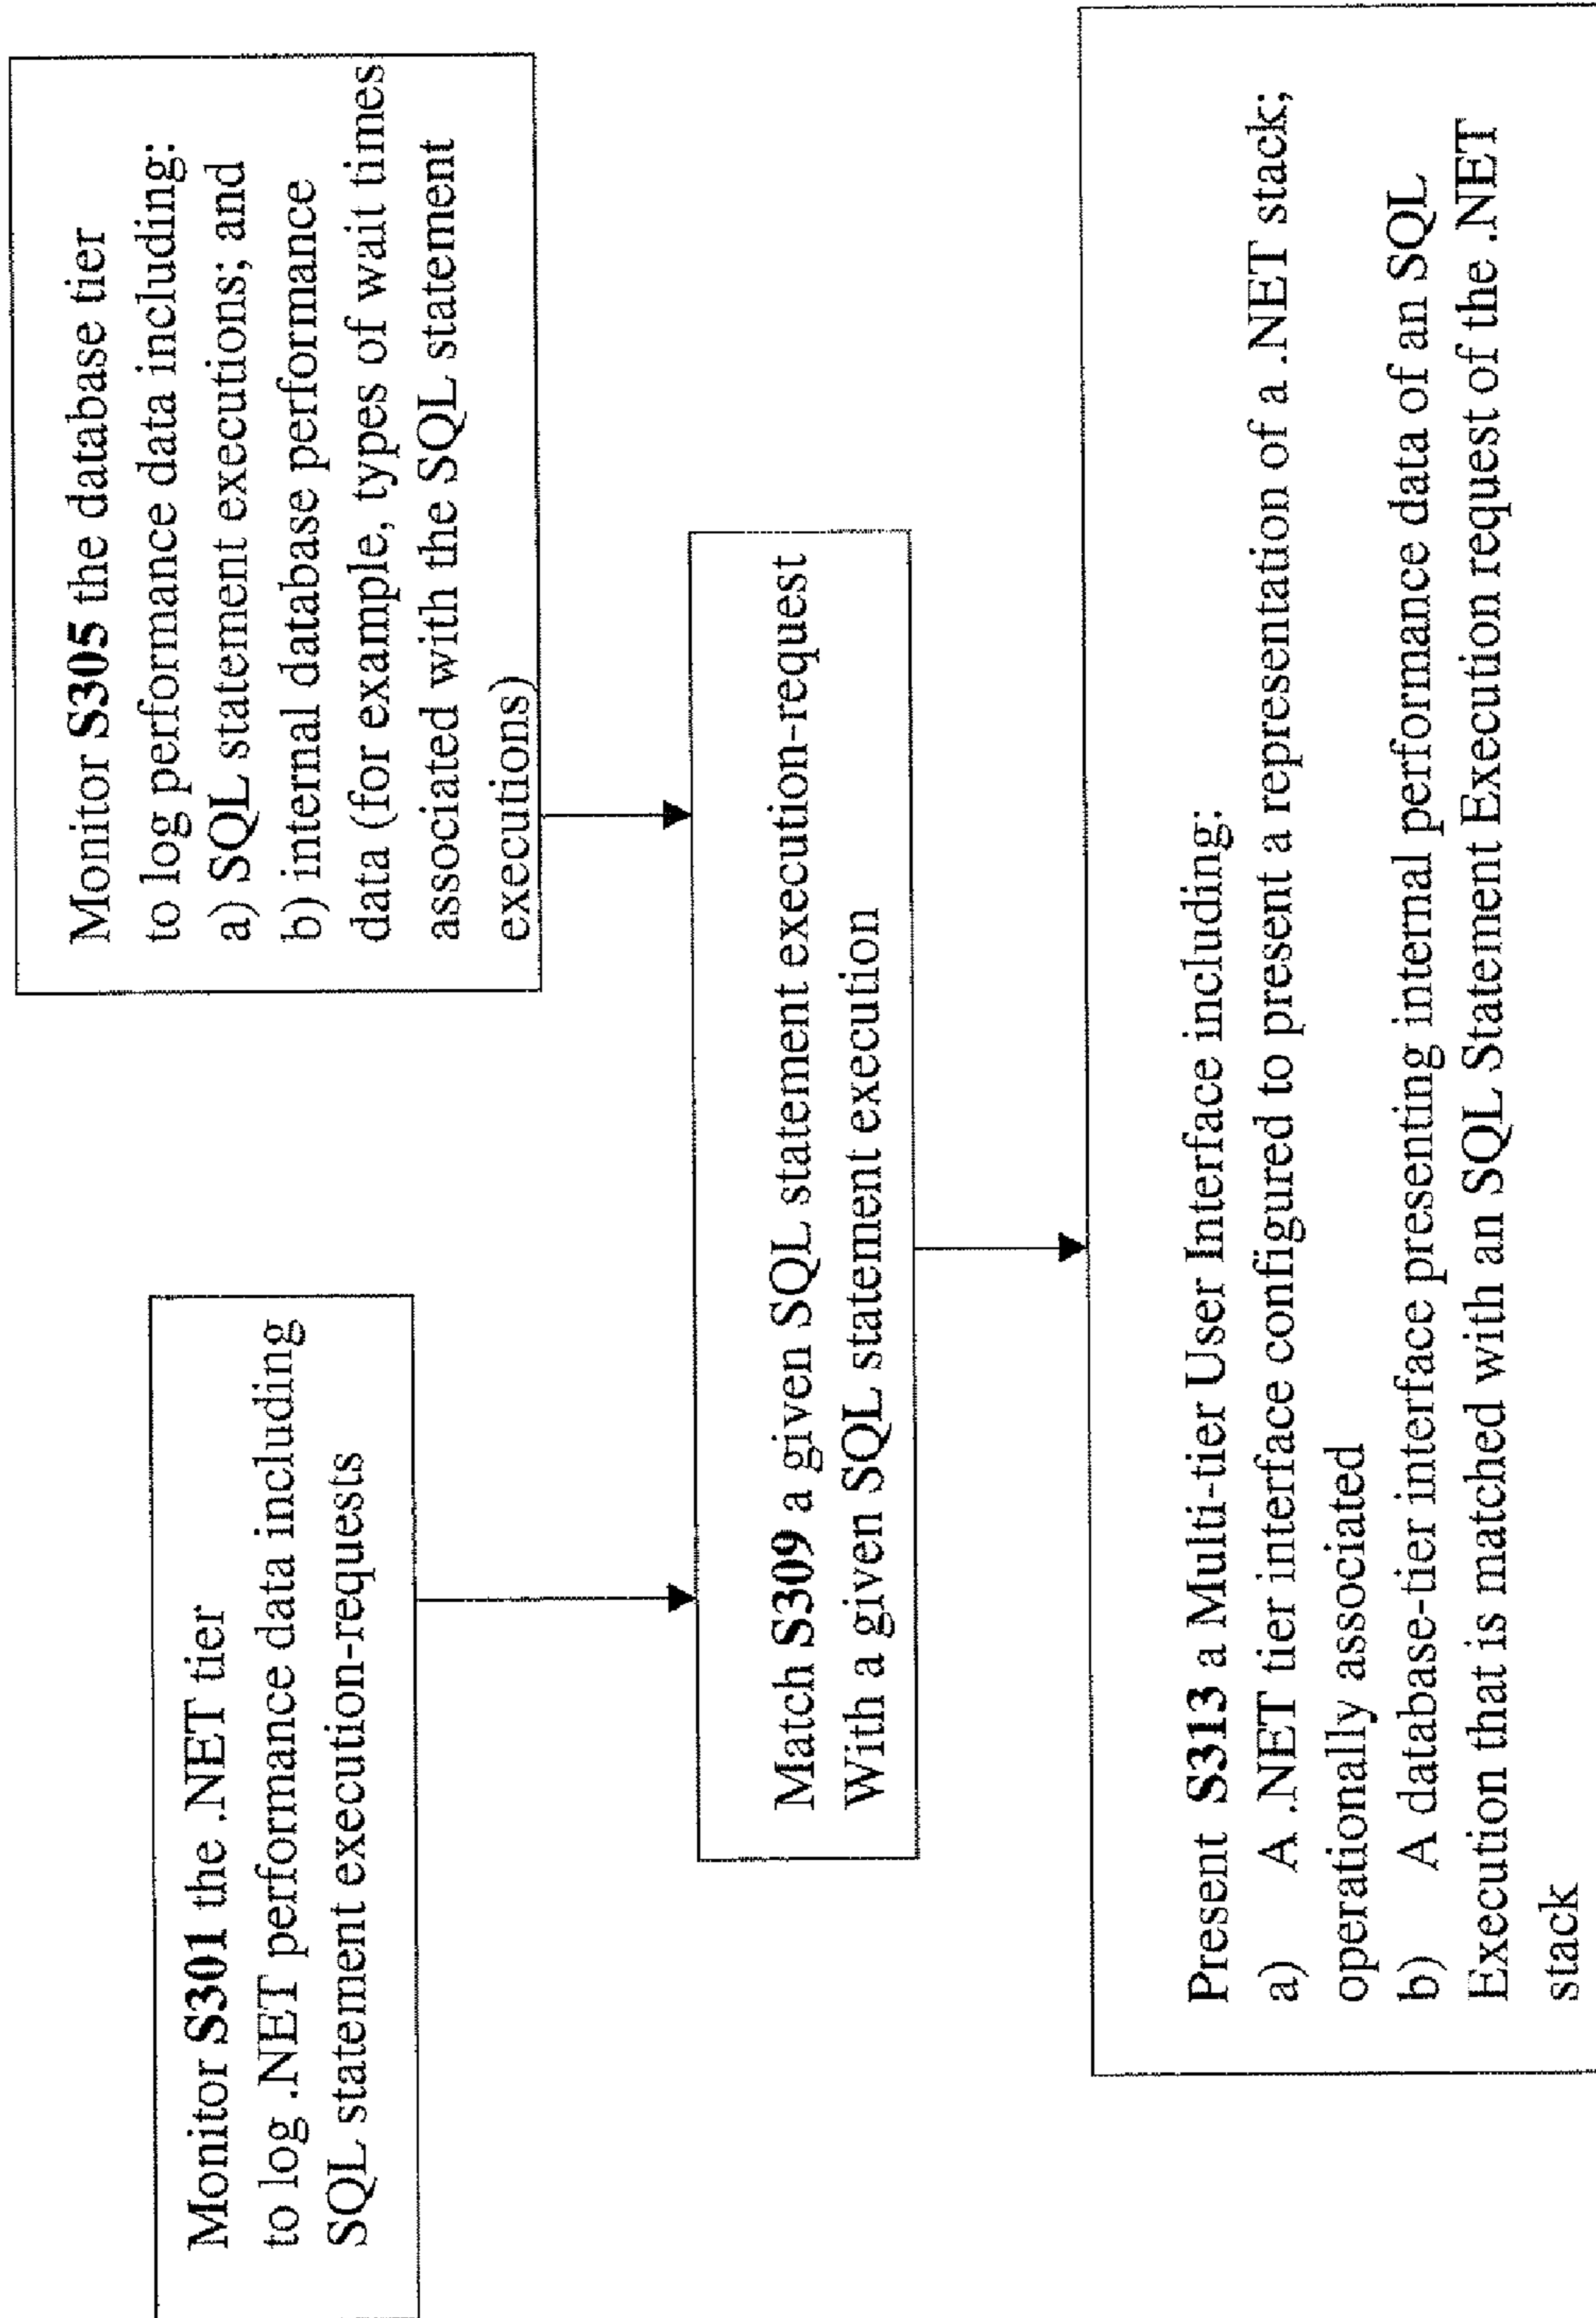 Monitor S301 the .NET tier
to log .NET performance data including
SQL statement execution-requests
Monitor S305 the database tier
to log performance data including:
a) SQL statement executions; and
b) internal database performance
data (for example, types of wait times
associated with the SQL statement
executions)
Match S309 a given SQL statement execution-request
With a given SQL statement execution
Present S313 a Multi-tier User Interface including:
a) A .NET tier interface configured to present a representation of a .NET stack;
operationally associated
b) A database-tier interface presenting internal performance data of an SQL
Execution that is matched with an SQL Statement Execution request of the .NET
stack